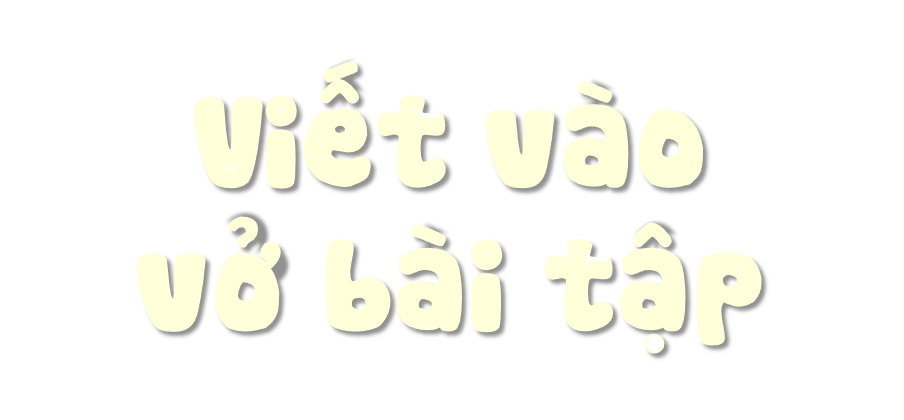 Viết vào
vở bài tập